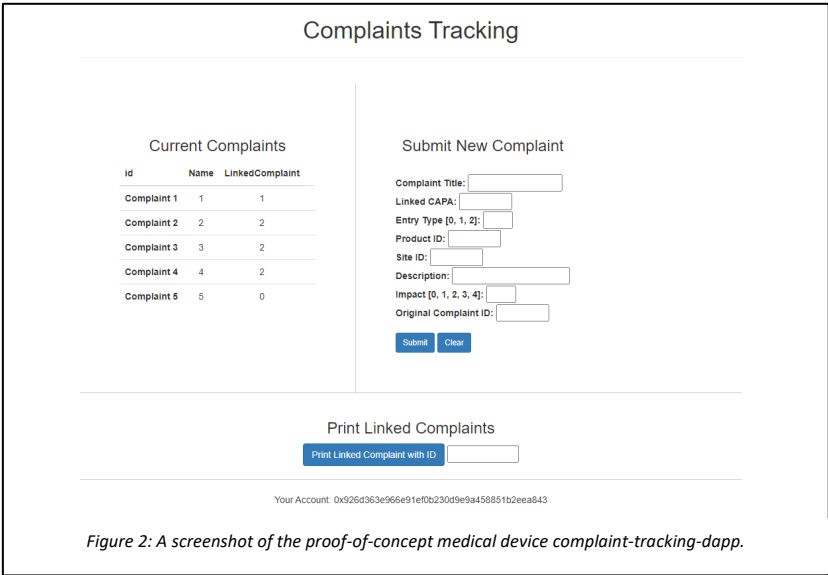 Complaints Tracking
Current Complaints
id Name LinkedComplaint
Complaint 1 1 1
Complaint 2 2 2
Complaint 3 3 2
Complaint 4 4 2
Complaint 5 5 0
Submit New Complaint
Complaint Title:
Linked CAPA:
Entry Type [0, 1, 2]:
Product ID:
Site ID:
Description:
Impact [0, 1, 2, 3, 4]:
Original Complaint ID:
Submit Clear
Print Linked Complaints
Print Linked Complaint with ID
Your Account: 0x926d363e966e91ef0b230d9e9a458851b2eea843
Figure 2: A screenshot of the proof-of-concept medical device complaint-tracking-dapp.